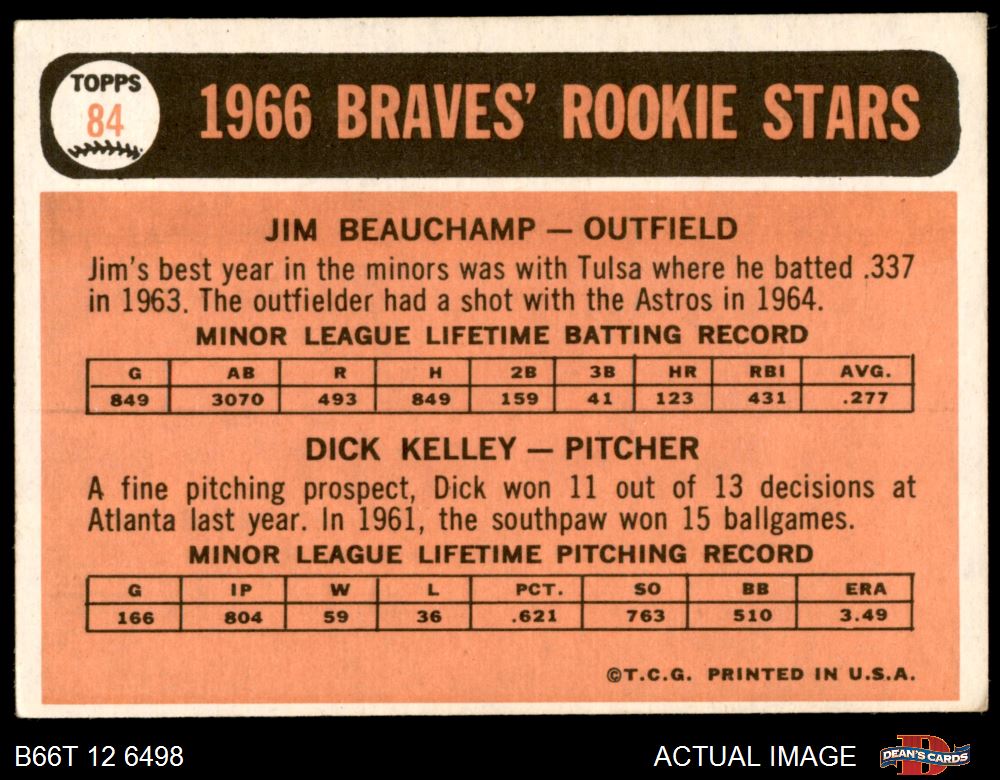 TOPPS
84
1966 BRAVES' ROOKIE STARS
JIM BEAUCHAMP — OUTFIELD
Jim's best year in the minors was with Tulsa where he batted .337
in 1963. The outfielder had a shot with the Astros in 1964.
MINOR LEAGUE LIFETIME BATTING RECORD
G AB R H 2B 3B HR RBI AVG.
849 3070 493 849 159 41 123 431 .277
DICK KELLEY — PITCHER
A fine pitching prospect, Dick won 11 out of 13 decisions at
Atlanta last year. In 1961, the southpaw won 15 ballgames.
MINOR LEAGUE LIFETIME PITCHING RECORD
G IP W L PCT. SO BB ERA
166 804 59 36 .621 763 510 3.49
©T.C.G. PRINTED IN U.S.A.
B66T 12 6498 ACTUAL IMAGE DEAN'S CARDS